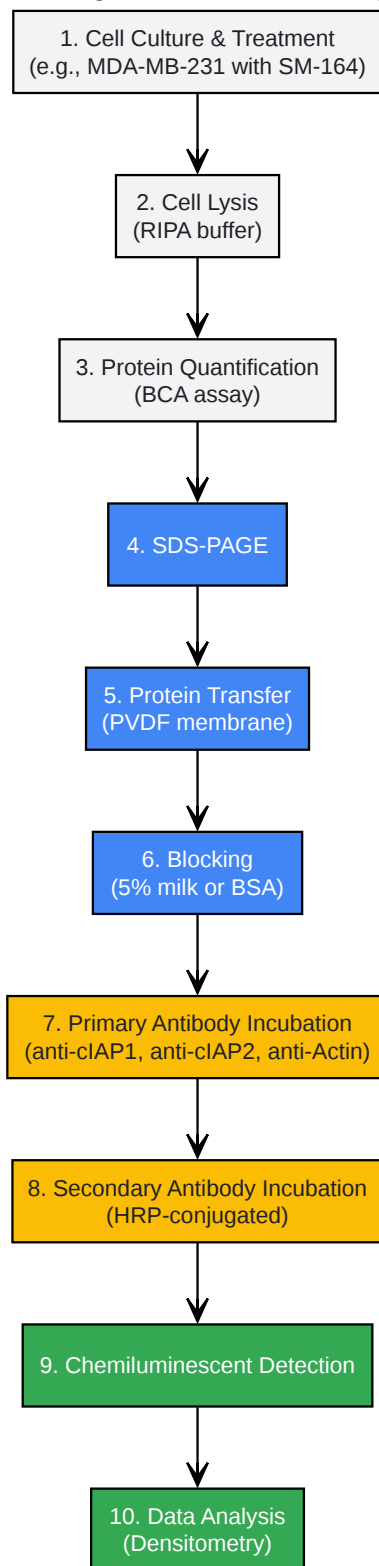 1. Cell Culture & Treatment
(e.g., MDA-MB-231 with SM-164)
2. Cell Lysis
(RIPA buffer)
3. Protein Quantification
(BCA assay)
4. SDS-PAGE
5. Protein Transfer
(PVDF membrane)
6. Blocking
(5% milk or BSA)
7. Primary Antibody Incubation
(anti-cIAP1, anti-cIAP2, anti-Actin)
8. Secondary Antibody Incubation
(HRP-conjugated)
9. Chemiluminescent Detection
10. Data Analysis
(Densitometry)